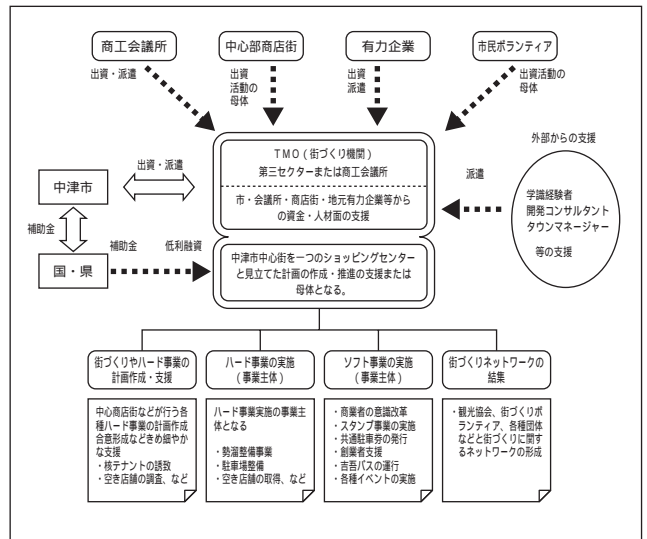 商工会議所
中心部商店街
有力企業
市民ボランティア
出資・派遣
出資
活動の
母体
出資
派遣
出資活動の
母体
TMO(街づくり機関)
第三セクターまたは商工会議所
市・会議所・商店街・地元有力企業等から
の資金・人材面の支援
中津市中心街を一つのショッピングセンター
と見立てた計画の作成・推進の支援または
母体となる。
出資・派遣
中津市
補助金
国・県
補助金
低利融資
外部からの支援
派遣
学識経験者
開発コンサルタント
タウンマネージャー
等の支援
街づくりやハード事業の
計画作成・支援
ハード事業の実施
(事業主体)
ソフト事業の実施
(事業主体)
街づくりネットワークの
結集
中心商店街などが行う各
種ハード事業の計画作成
合意形成などきめ細やか
な支援
・核テナントの誘致
・空き店舗の調査、など
ハード事業実施の事業主
体となる
・勢溜整備事業
・駐車場整備
・空き店舗の取得、など
・商業者の意識改革
・スタンプ事業の実施
・共通駐車券の発行
・創業者支援
・吉吾バスの運行
・各種イベントの実施
・観光協会、街づくりボ
ランティア、各種団体
などと街づくりに関す
るネットワークの形成